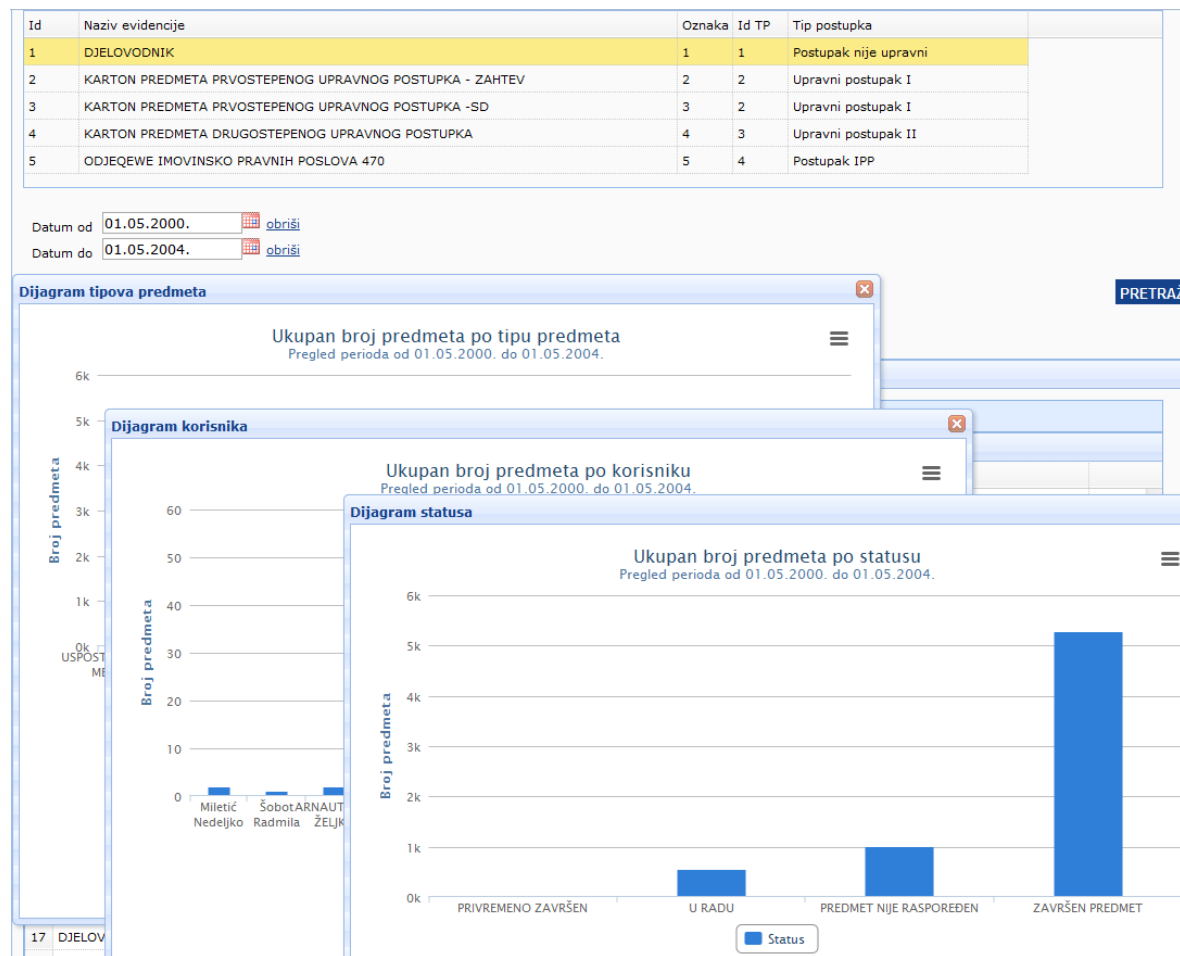 Id Naziv evidencije Oznaka Id TP Tip postupka
1 DJELOVODNIK 1 1 Postupak nije upravni
2 KARTON PREDMETA PRVOSTEPENOG UPRAVNOG POSTUPKA - ZAHTEV 2 2 Upravni postupak I
3 KARTON PREDMETA PRVOSTEPENOG UPRAVNOG POSTUPKA -SD 3 2 Upravni postupak I
4 KARTON PREDMETA DRUGOSTEPENOG UPRAVNOG POSTUPKA 4 3 Upravni postupak II
5 ODJEQEWE IMOVINSKO PRAVNIH POSLOVA 470 5 4 Postupak IPP
Datum od 01.05.2000. obriši
Datum do 01.05.2004. obriši
PRETRAŽ
Dijagram tipova predmeta
Ukupan broj predmeta po tipu predmeta
Pregled perioda od 01.05.2000. do 01.05.2004.
6k
5k
4k
3k
2k
1k
0k
Broj predmeta
USPOST
ME
Dijagram korisnika
Ukupan broj predmeta po korisniku
Pregled perioda od 01.05.2000. do 01.05.2004.
60
50
40
30
20
10
0
Broj predmeta
Miletić Šobot ARNAUT
Nedeljko Radmila ŽELJK
Dijagram statusa
Ukupan broj predmeta po statusu
Pregled perioda od 01.05.2000. do 01.05.2004.
6k
5k
4k
3k
2k
1k
0k
Broj predmeta
PRIVREMENO ZAVRŠEN U RADU PREDMET NIJE RASPOREĐEN ZAVRŠEN PREDMET
Status
17 DJELOV